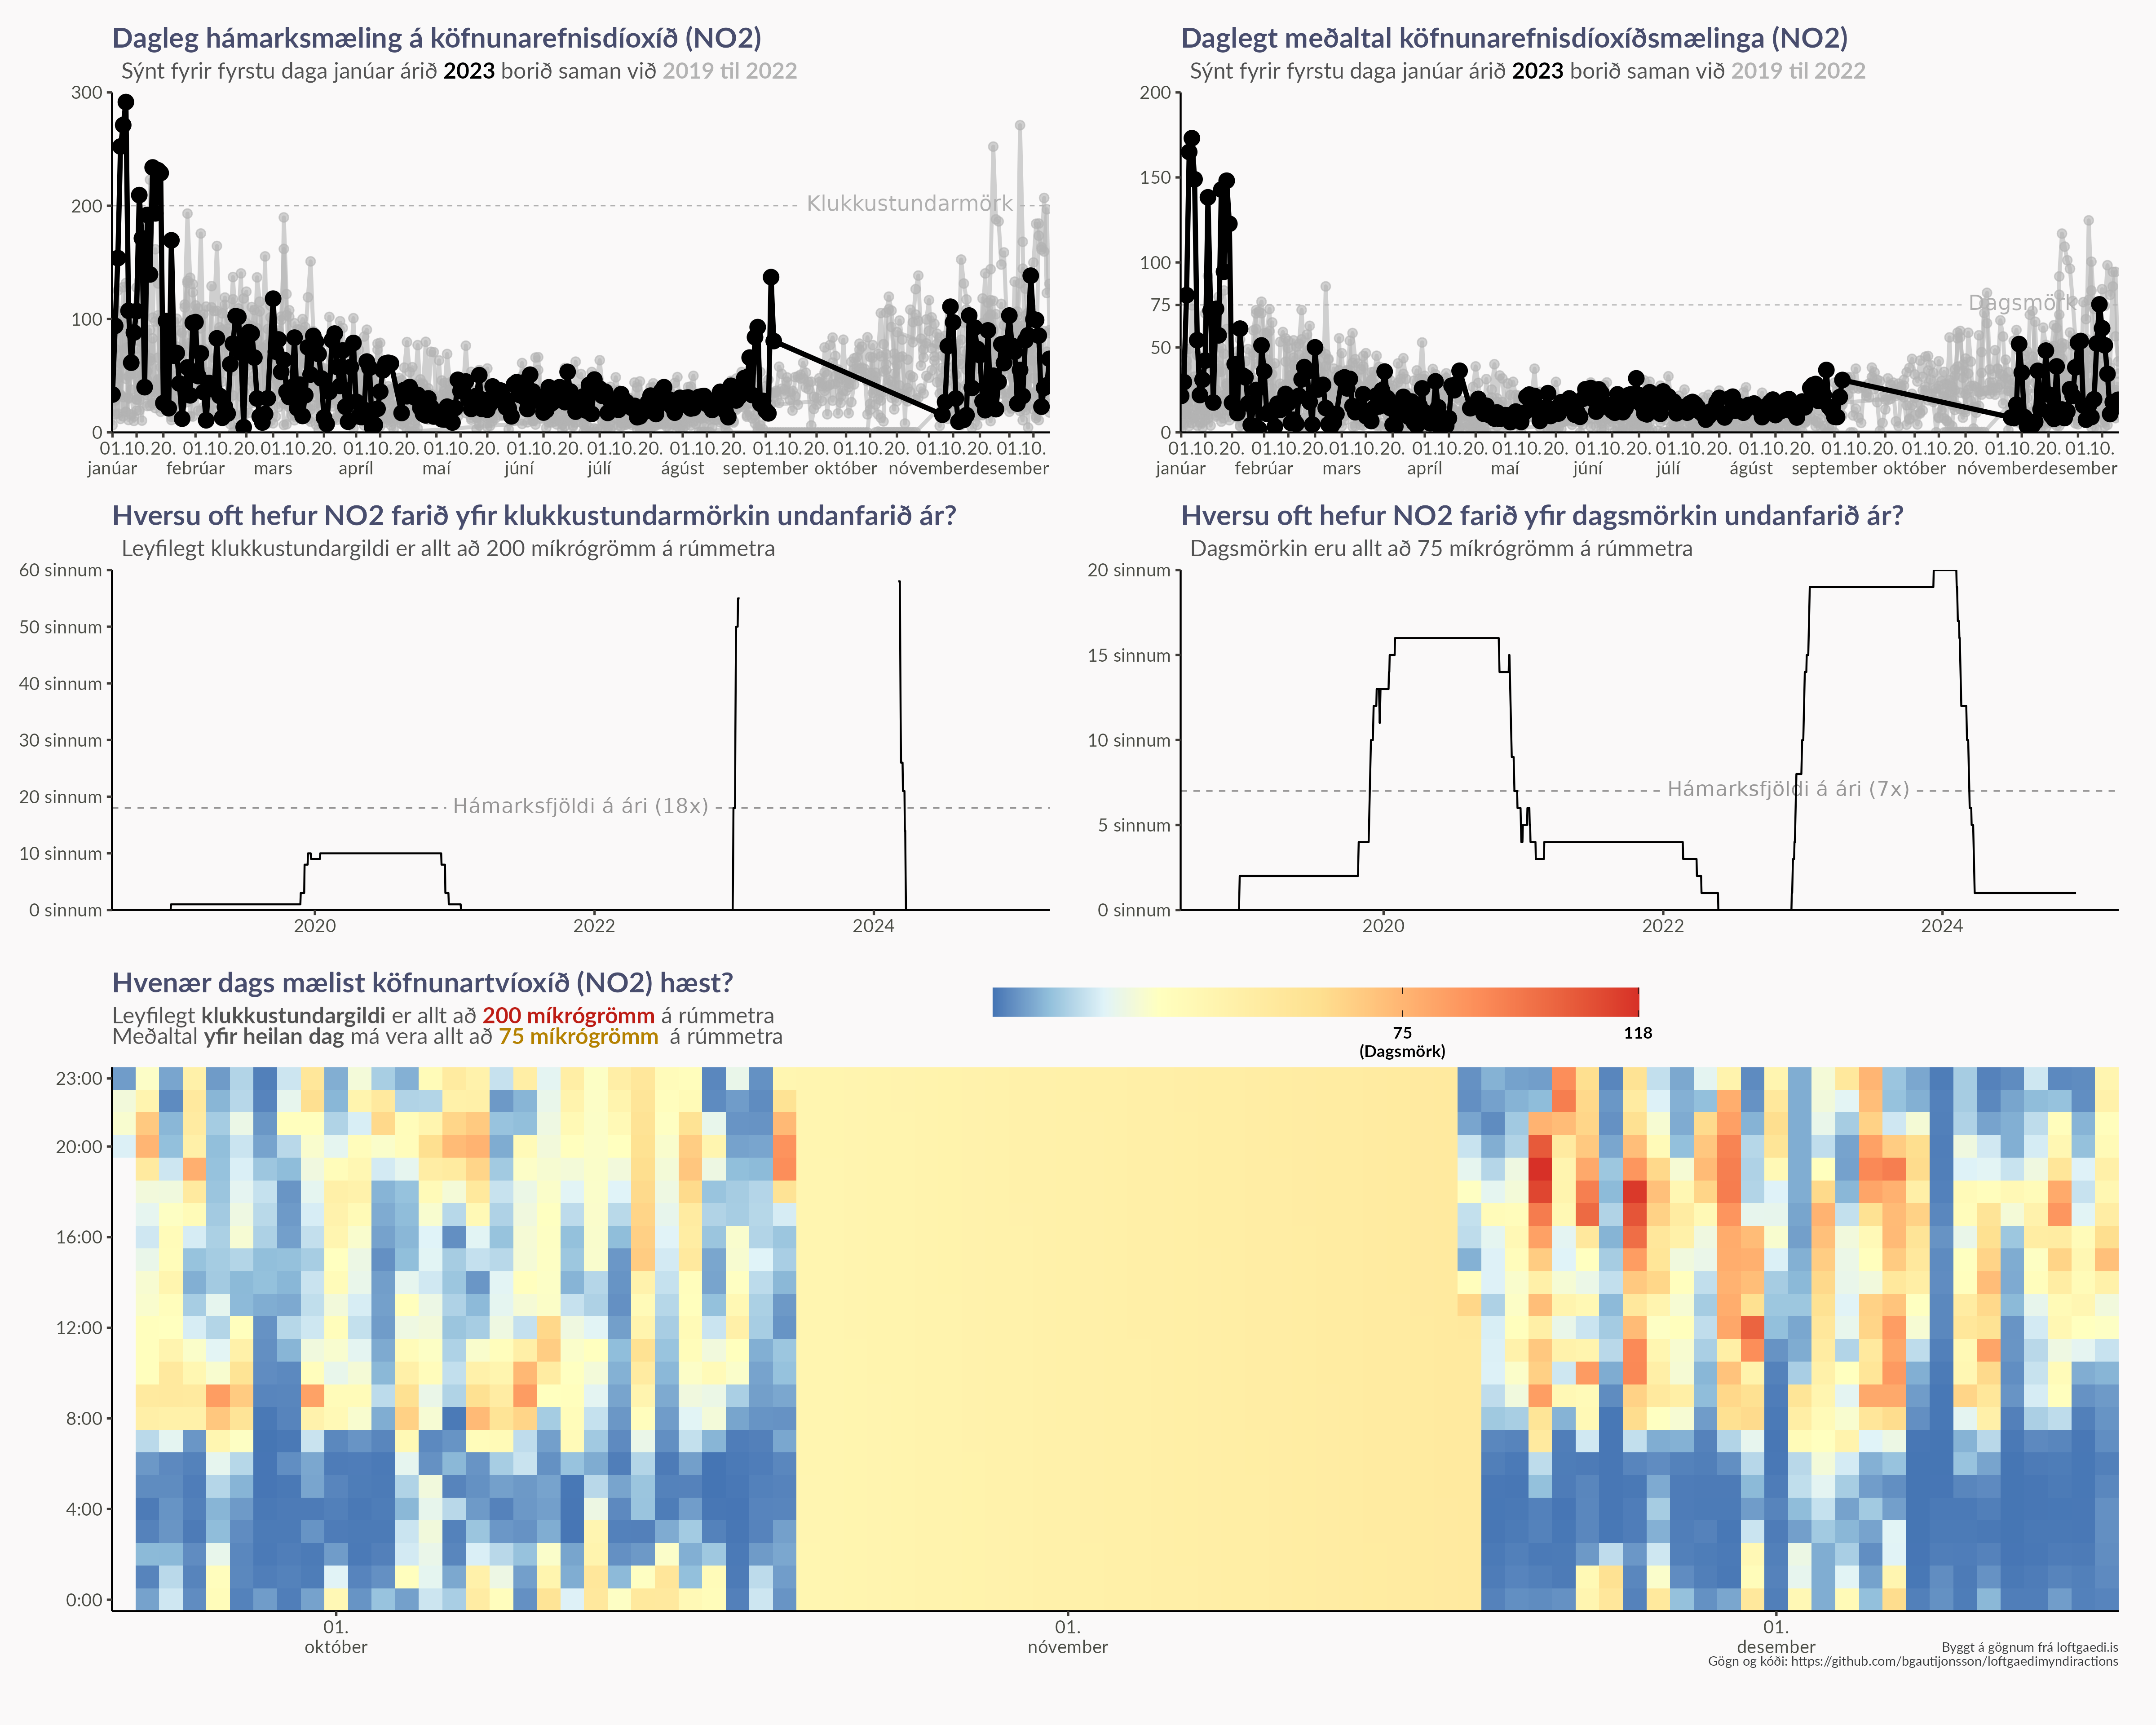 Dagleg hámarksmæling á köfnunarefnisdíoxíð (NO2)
Sýnt fyrir fyrstu daga janúar árið 2023 borið saman við 2019 til 2022
300
200
100
0
Klukkustundarmörk
01.10.20. 01.10.20. 01.10.20. 01.10.20. 01.10.20. 01.10.20. 01.10.20. 01.10.20. 01.10.20. 01.10.20. 01.10.20. 01.10.
janúar febrúar mars apríl maí júní júlí ágúst september október nóvember desember
Daglegt meðaltal köfnunarefnisdíoxíðsmælinga (NO2)
Sýnt fyrir fyrstu daga janúar árið 2023 borið saman við 2019 til 2022
200
150
100
75
50
0
Dagsmörk
01.10.20. 01.10.20. 01.10.20. 01.10.20. 01.10.20. 01.10.20. 01.10.20. 01.10.20. 01.10.20. 01.10.20. 01.10.20. 01.10.
janúar febrúar mars apríl maí júní júlí ágúst september október nóvember desember
Hversu oft hefur NO2 farið yfir klukkustundarmörkin undanfarið ár?
Leyfilegt klukkustundargildi er allt að 200 míkrógrömm á rúmmetra
60 sinnum
50 sinnum
40 sinnum
30 sinnum
20 sinnum
10 sinnum
0 sinnum
Hámarksfjöldi á ári (18x)
2020 2022 2024
Hversu oft hefur NO2 farið yfir dagsmörkin undanfarið ár?
Dagsmörkin eru allt að 75 míkrógrömm á rúmmetra
20 sinnum
15 sinnum
10 sinnum
5 sinnum
0 sinnum
Hámarksfjöldi á ári (7x)
2020 2022 2024
Hvenær dags mælist köfnunartvíoxíð (NO2) hæst?
Leyfilegt klukkustundargildi er allt að 200 míkrógrömm á rúmmetra
Meðaltal yfir heilan dag má vera allt að 75 míkrógrömm á rúmmetra
75 118
(Dagsmörk)
23:00
20:00
16:00
12:00
8:00
4:00
0:00
01. 01. 01.
október nóvember desember
Byggt á gögnum frá loftgaedi.is
Gögn og kóði: https://github.com/bgautijonsson/loftgaedimyndiractions